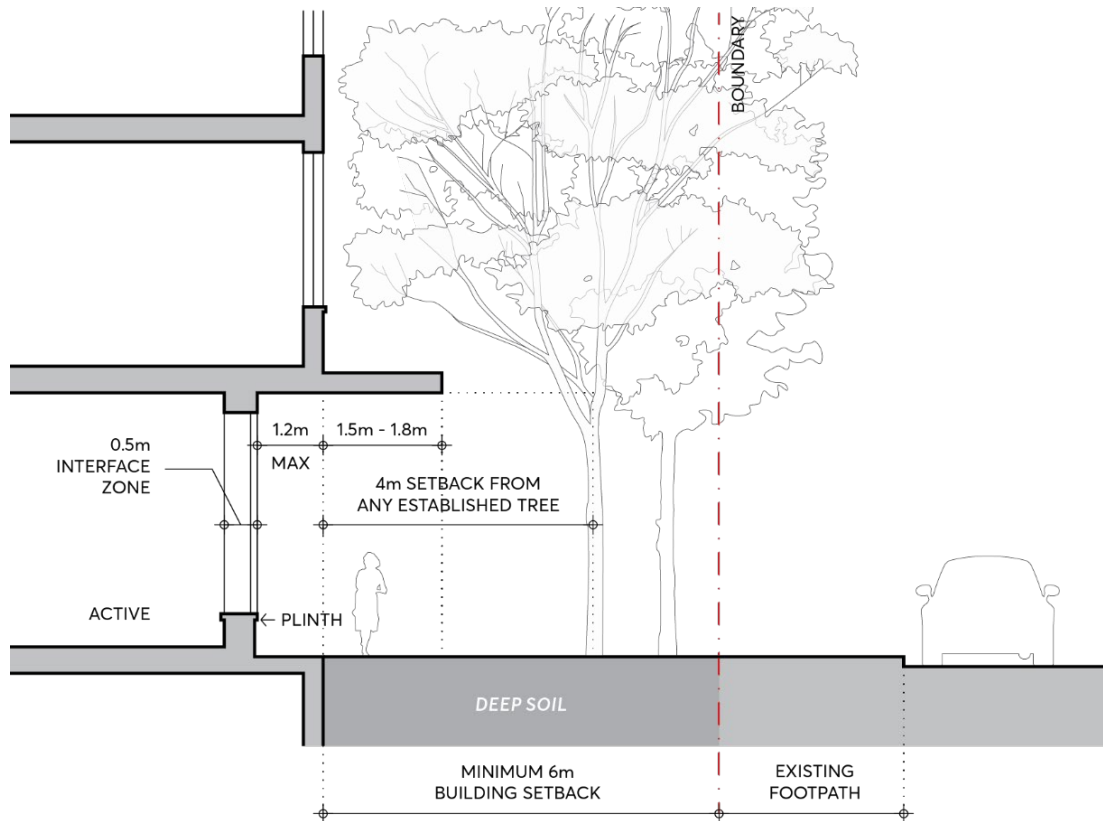 BOUNDARY
1.2m
MAX
1.5m - 1.8m
0.5m
INTERFACE
ZONE
4m SETBACK FROM
ANY ESTABLISHED TREE
ACTIVE
← PLINTH
DEEP SOIL
MINIMUM 6m
BUILDING SETBACK
EXISTING
FOOTPATH